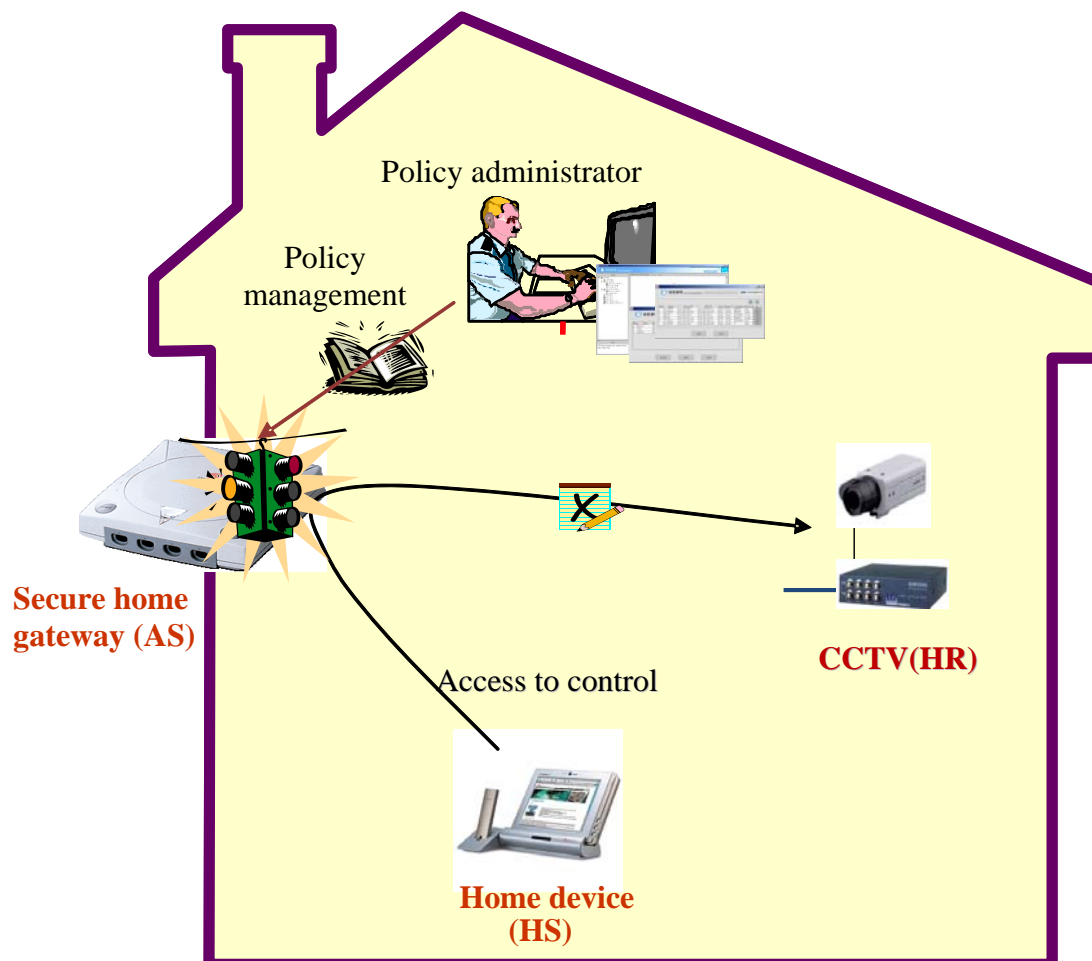 Policy administrator
Policy
management
X
Secure home
gateway (AS)
CCTV(HR)
Access to control
Home device
(HS)